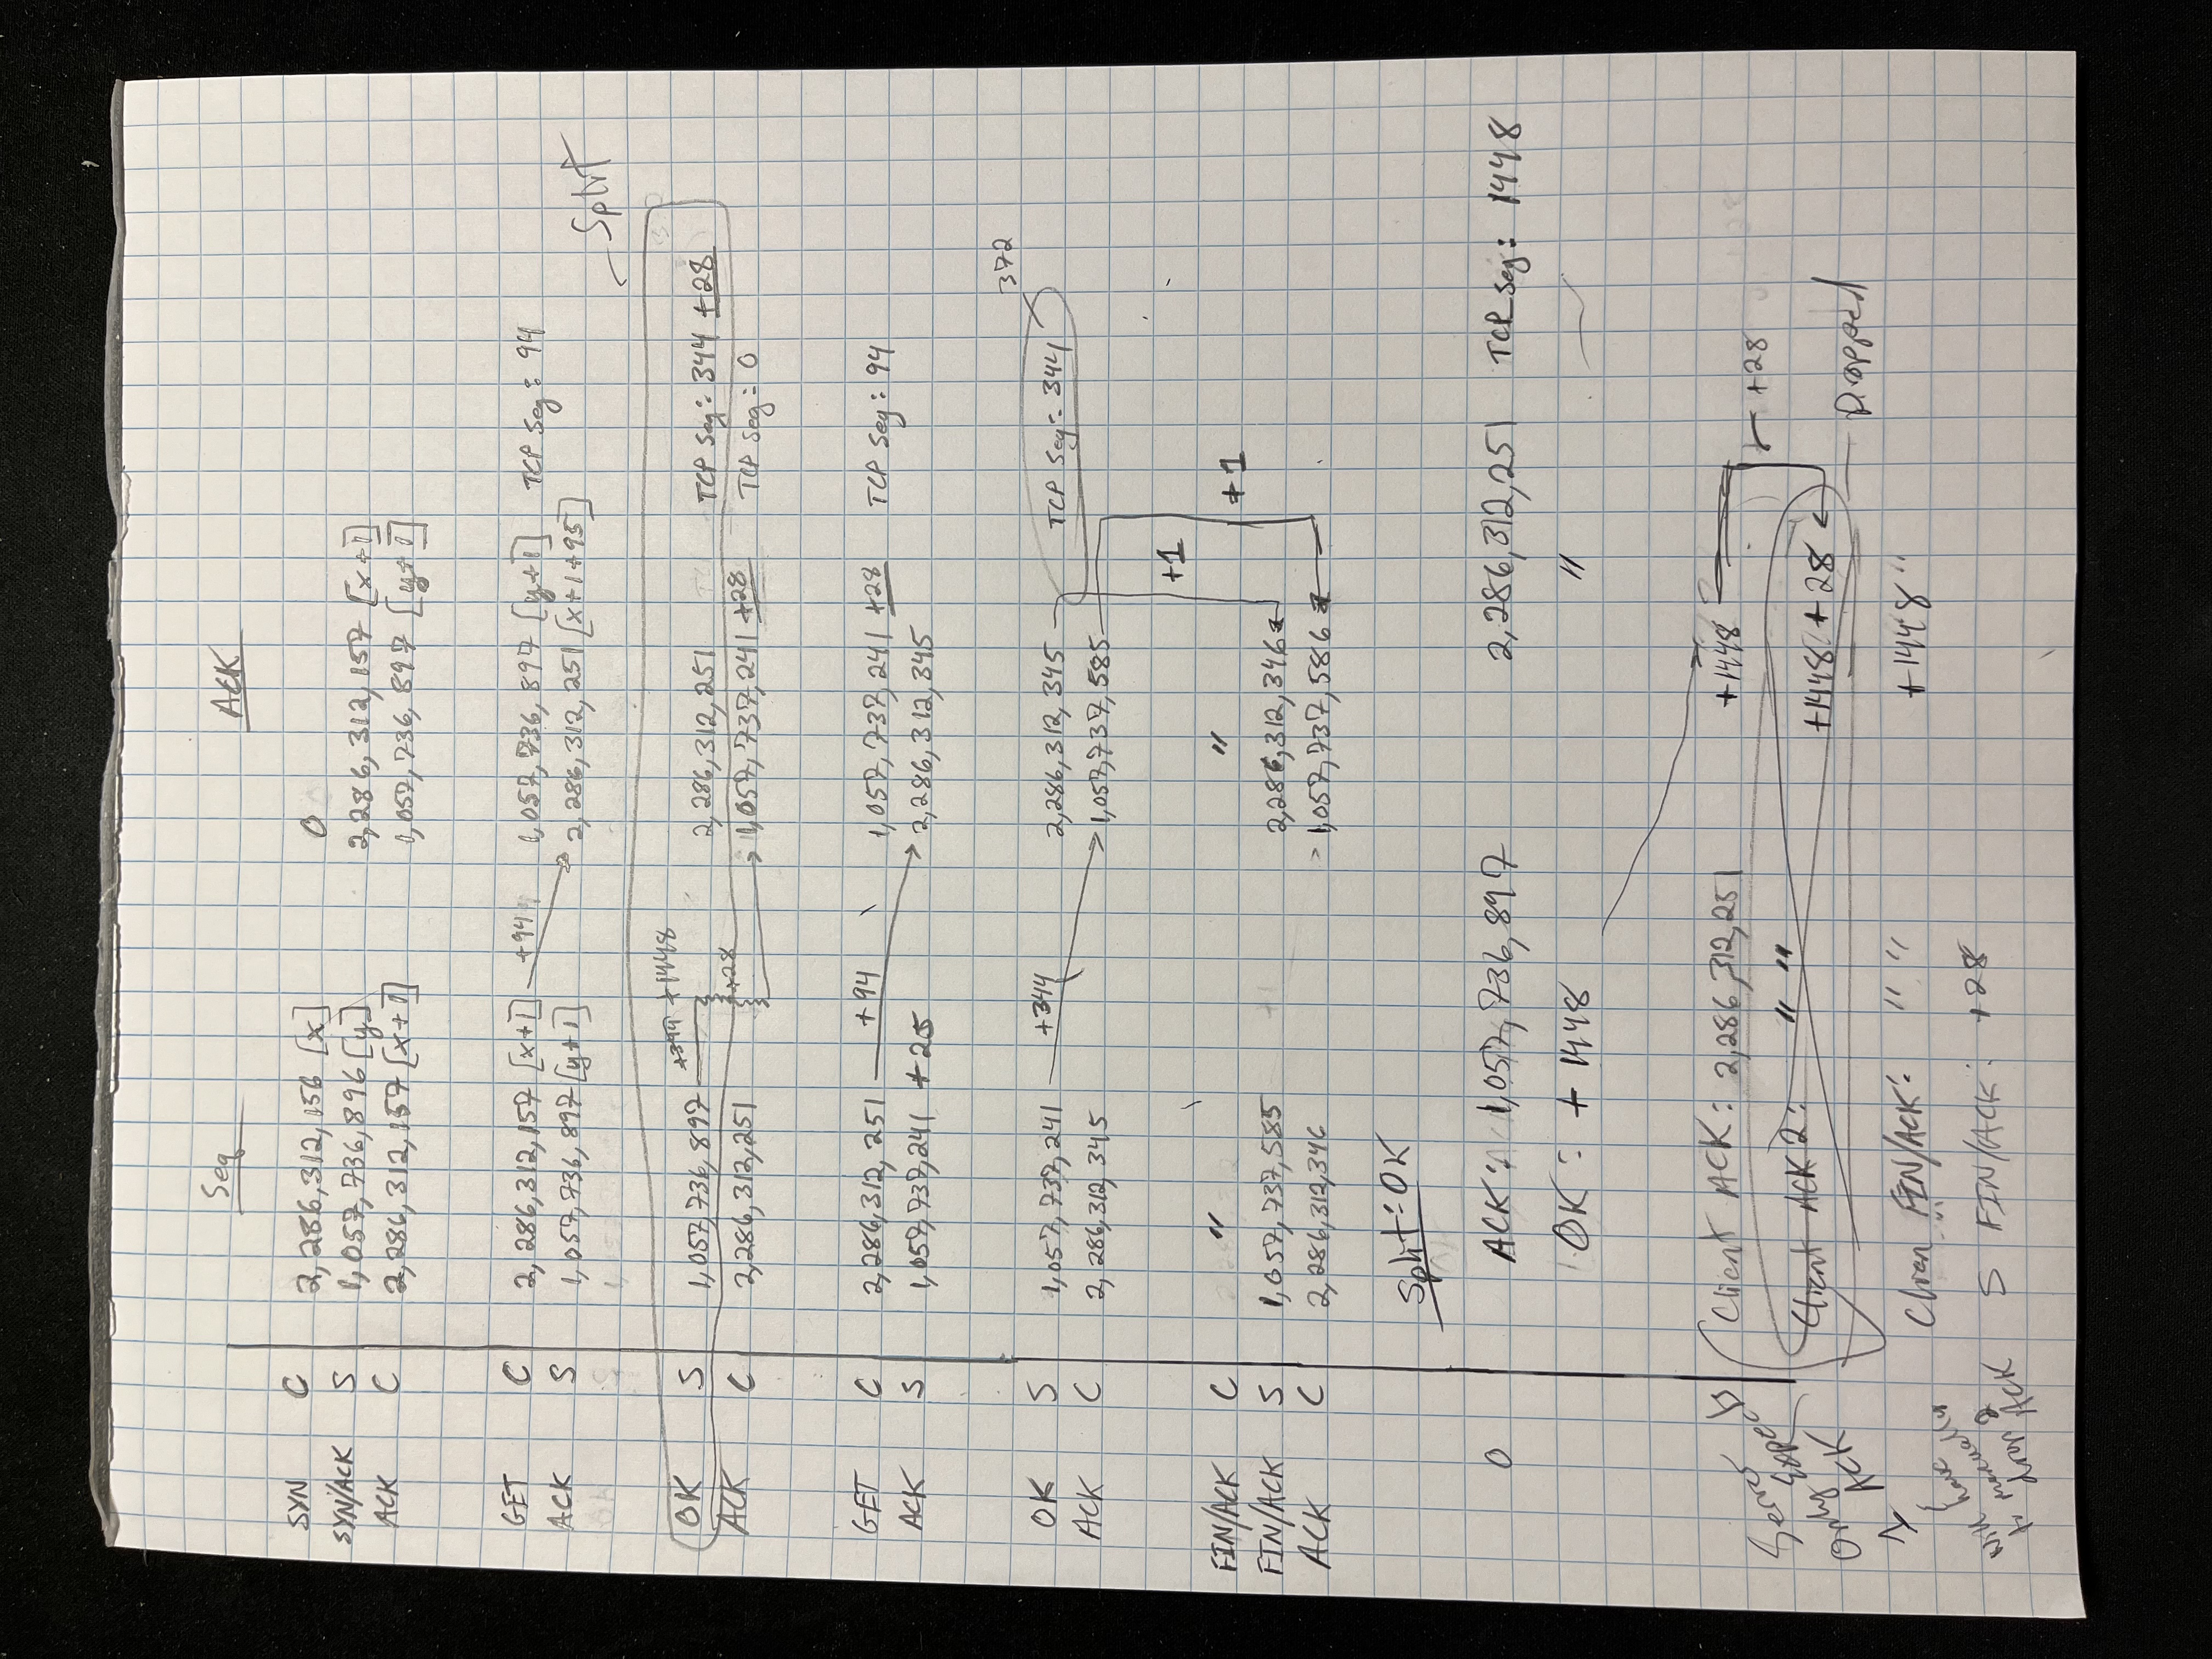 Seq ACK
SYN C 2,286,312,156 [x] 0
SYN/ACK S 1,057,736,896 [y] 2,286,312,157 [x+1]
ACK C 2,286,312,157 [x+1] 1,057,736,897 [y+1]
GET C 2,286,312,157 [x+1] +94 1,057,736,897 [y+1] TCP Seg: 94
ACK S 1,057,736,897 [y+1] 2,286,312,251 [x+1+95]
Split
+344 +1448
OK S 1,057,736,897 2,286,312,251 TCP Seg: 344 +28
+28
ACK C 2,286,312,251 1,057,737,241 +28 TCP Seg: 0
GET C 2,286,312,251 +94 1,057,737,241 +28 TCP Seg: 94
ACK S 1,057,737,241 +25 2,286,312,345
372
OK S 1,057,737,241 +344 2,286,312,345 TCP Seg: 344
ACK C 2,286,312,345 1,057,737,585
+1
FIN/ACK C " " +1
FIN/ACK S 1,057,737,585 2,286,312,346
ACK C 2,286,312,346 1,057,737,586
Split: OK
0 ACK: 1,057,736,897 2,286,312,251 TCP Seg: 1448
OK: +1448 "
Client ACK: 2,286,312,251 +1448
+28
Client ACK 2: " " +1448 + 28
Dropped
Clien FIN/ACK: " " +1448 "
S FIN/ACK: +28
Server
Only Expects
1 ACK
Will have
to manually
drop 2
ACK